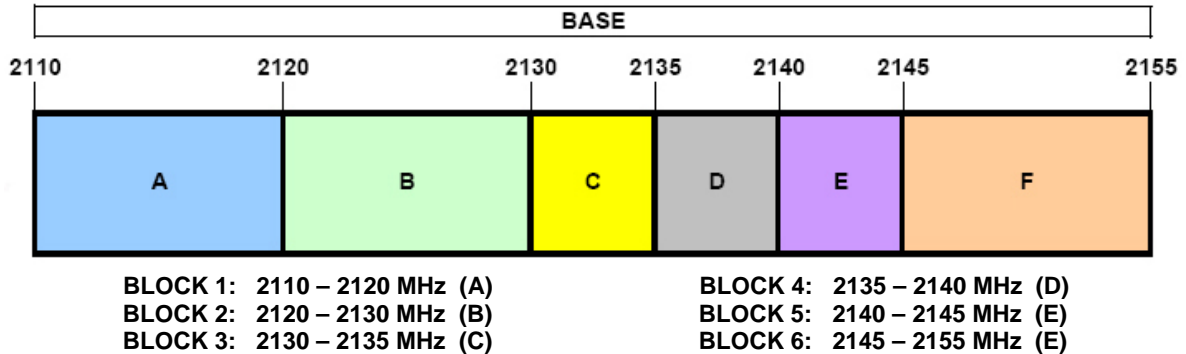 BASE
2110 2120 2130 2135 2140 2145 2155
A B C D E F
BLOCK 1: 2110 – 2120 MHz (A)
BLOCK 2: 2120 – 2130 MHz (B)
BLOCK 3: 2130 – 2135 MHz (C)
BLOCK 4: 2135 – 2140 MHz (D)
BLOCK 5: 2140 – 2145 MHz (E)
BLOCK 6: 2145 – 2155 MHz (E)